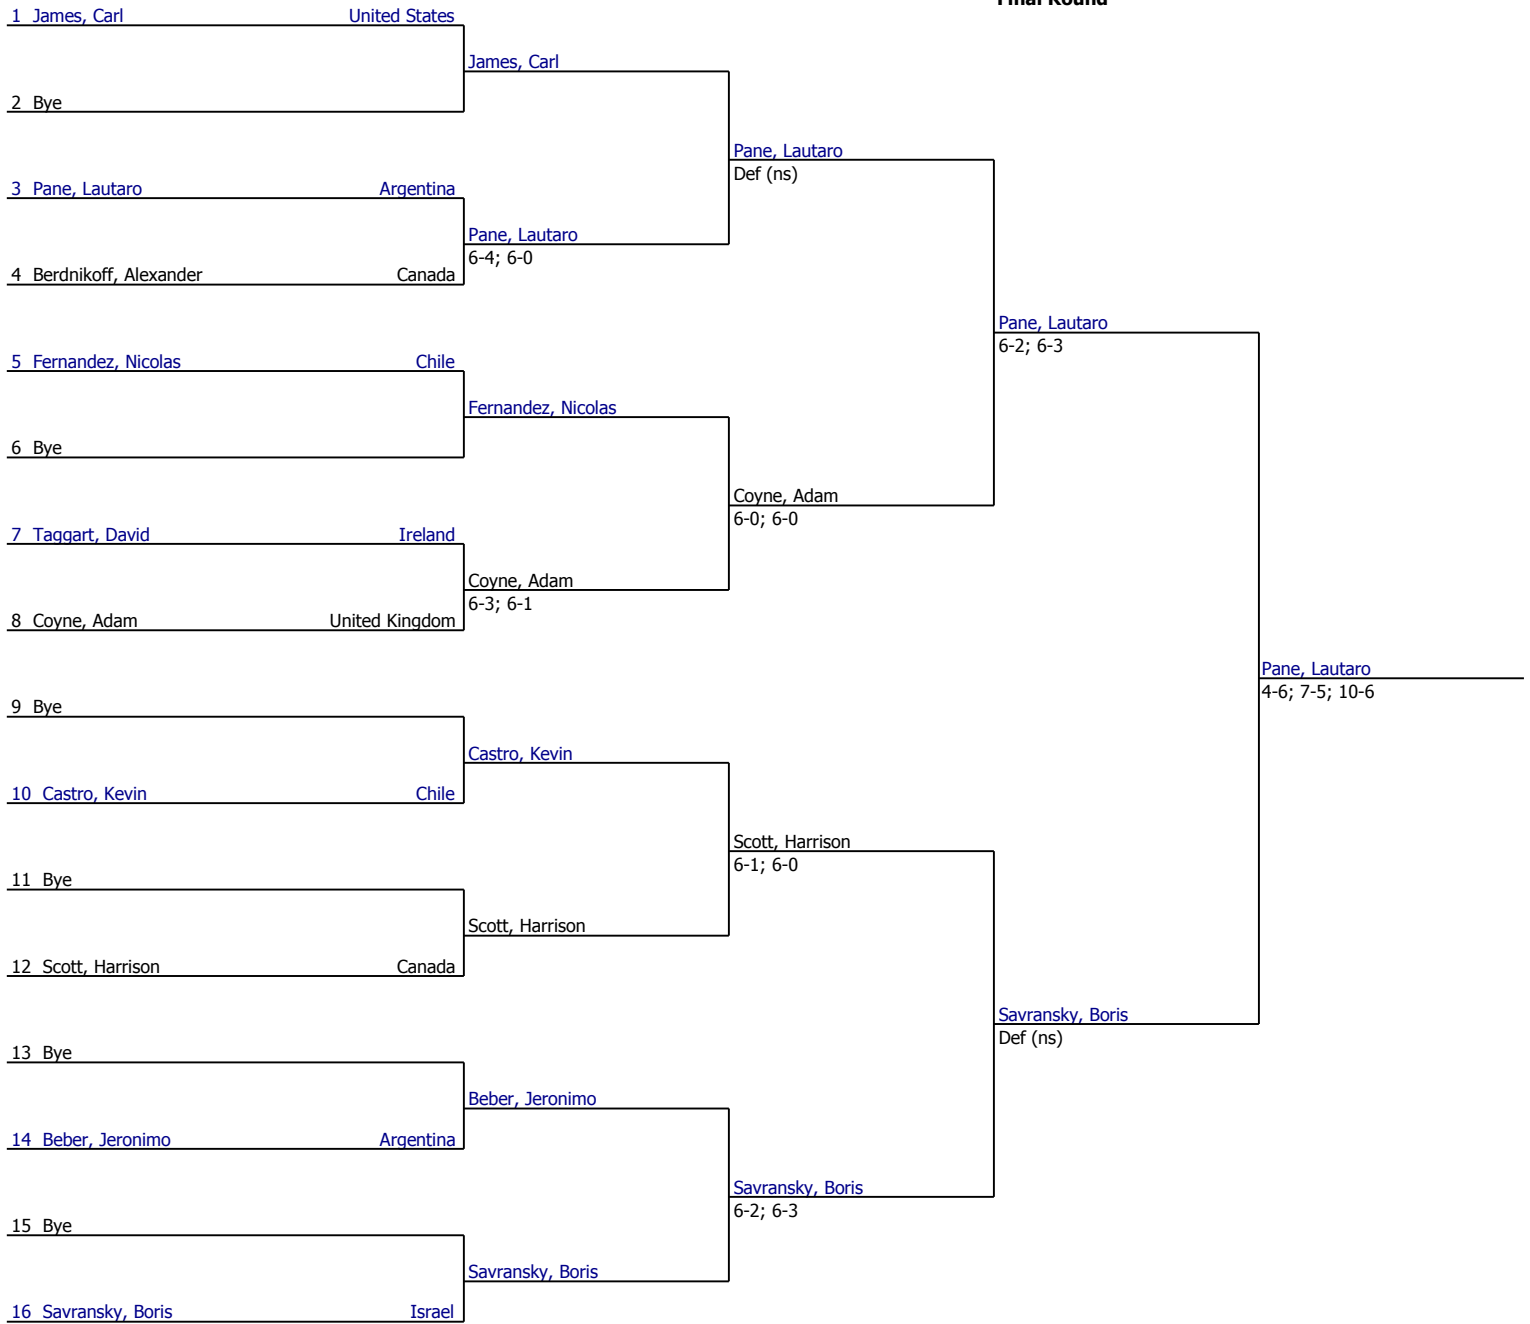 Final Round
1 James, Carl United States
James, Carl
2 Bye
Pane, Lautaro
Def (ns)
3 Pane, Lautaro Argentina
Pane, Lautaro
6-4; 6-0
4 Berdnikoff, Alexander Canada
Pane, Lautaro
6-2; 6-3
5 Fernandez, Nicolas Chile
Fernandez, Nicolas
6 Bye
Coyne, Adam
6-0; 6-0
7 Taggart, David Ireland
Coyne, Adam
6-3; 6-1
8 Coyne, Adam United Kingdom
Pane, Lautaro
4-6; 7-5; 10-6
9 Bye
Castro, Kevin
10 Castro, Kevin Chile
Scott, Harrison
6-1; 6-0
11 Bye
Scott, Harrison
12 Scott, Harrison Canada
Savransky, Boris
Def (ns)
13 Bye
Beber, Jeronimo
14 Beber, Jeronimo Argentina
Savransky, Boris
6-2; 6-3
15 Bye
Savransky, Boris
16 Savransky, Boris Israel